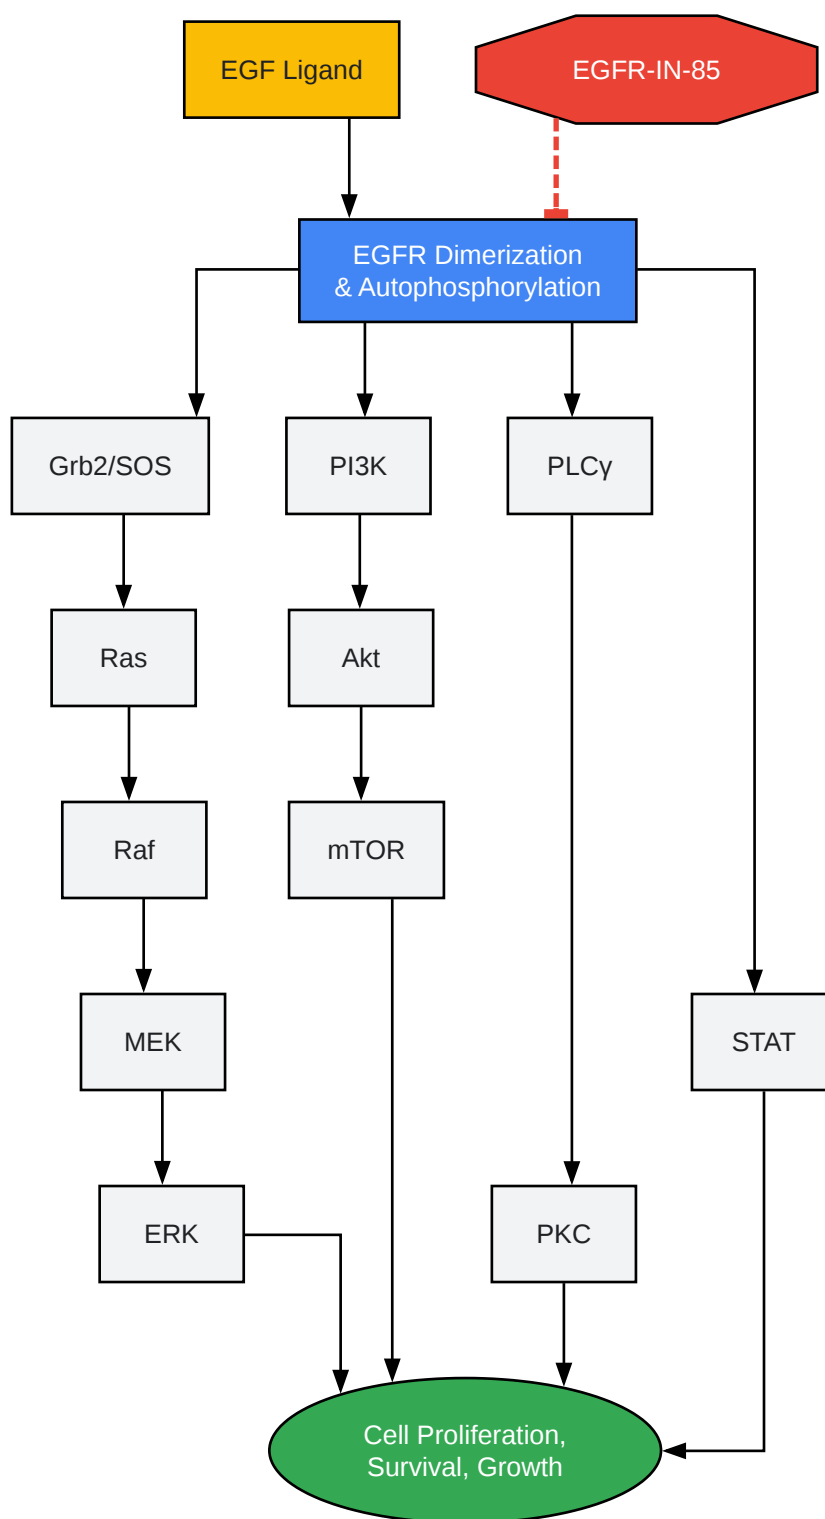 EGF Ligand
EGFR-IN-85
EGFR Dimerization
& Autophosphorylation
Grb2/SOS
PI3K
PLCγ
Ras
Akt
Raf
mTOR
MEK
STAT
ERK
PKC
Cell Proliferation,
Survival, Growth